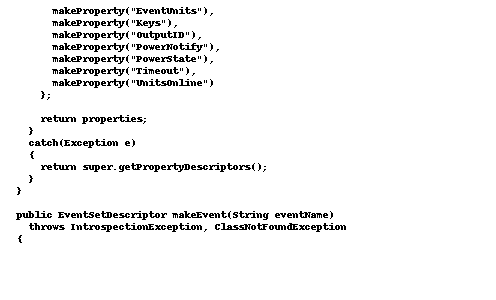 makeProperty("EventUnits"),
makeProperty("Keys"),
makeProperty("OutputID"),
makeProperty("PowerNotify"),
makeProperty("PowerState"),
makeProperty("Timeout"),
makeProperty("UnitsOnline")
};
return properties;
}
catch(Exception e)
{
return super.getPropertyDescriptors();
}
}
public EventSetDescriptor makeEvent(String eventName)
throws IntrospectionException, ClassNotFoundException
{